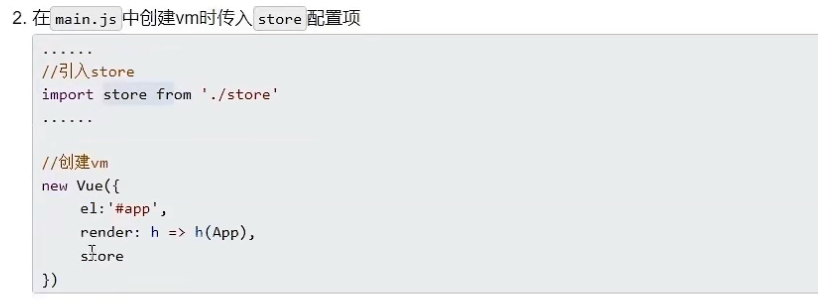 2. 在main.js中创建vm时传入store配置项
......
//引入store
import store from './store'
......
//创建vm
new Vue({
el:'#app',
render: h => h(App),
store
})